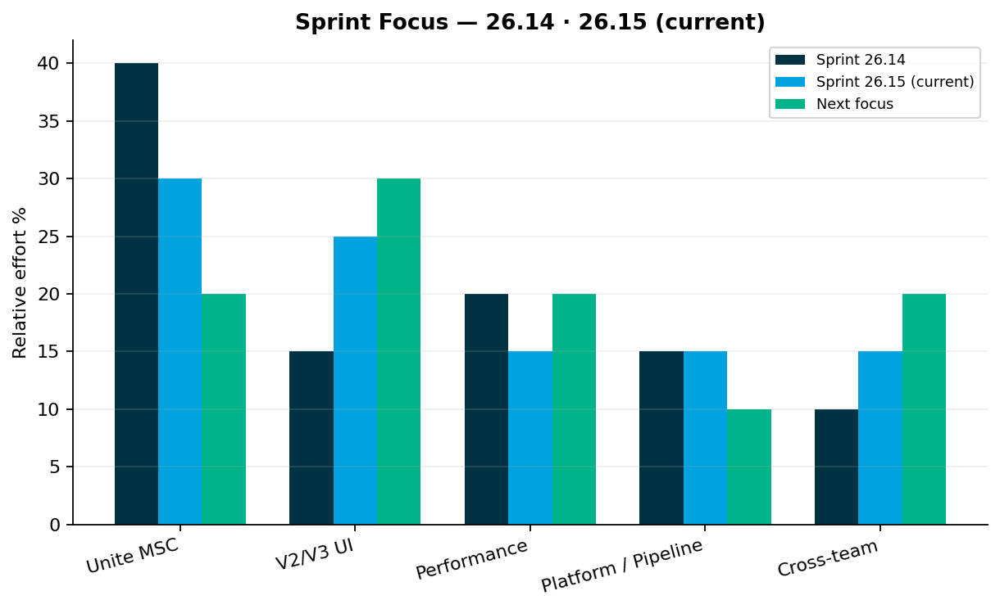 Sprint Focus — 26.14 · 26.15 (current)
Sprint 26.14
Sprint 26.15 (current)
Next focus
Relative effort %
40
35
30
25
20
15
10
5
0
Unite MSC
V2/V3 UI
Performance
Platform / Pipeline
Cross-team